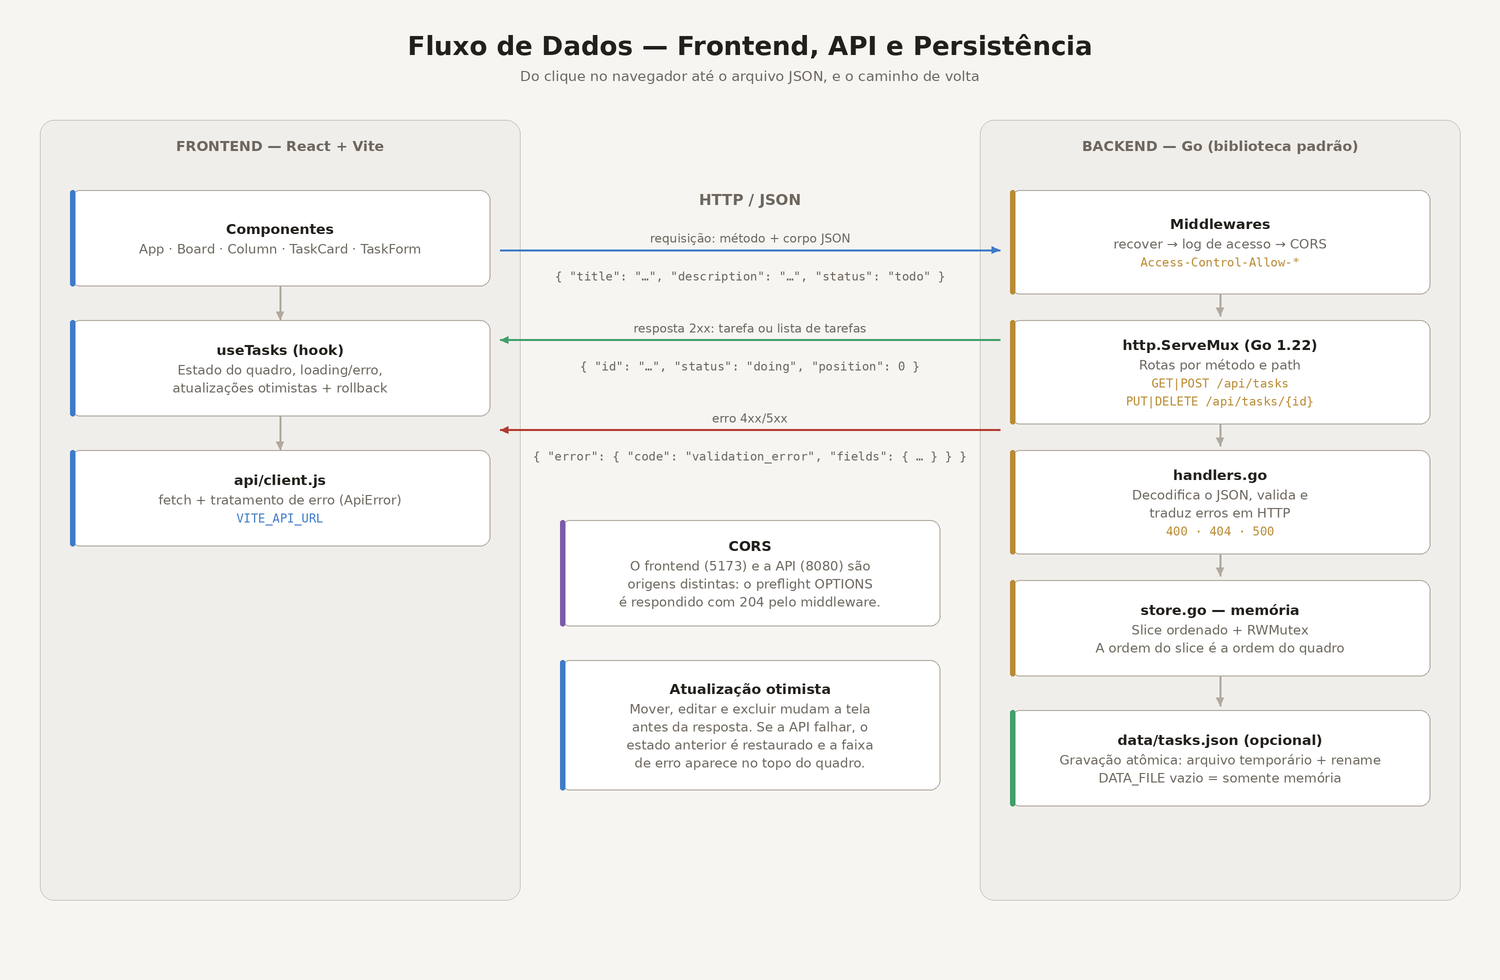 Fluxo de Dados — Frontend, API e Persistência
Do clique no navegador até o arquivo JSON, e o caminho de volta
FRONTEND — React + Vite
Componentes
App · Board · Column · TaskCard · TaskForm
useTasks (hook)
Estado do quadro, loading/erro,
atualizações otimistas + rollback
api/client.js
fetch + tratamento de erro (ApiError)
VITE_API_URL
HTTP / JSON
requisição: método + corpo JSON
{ "title": "…", "description": "…", "status": "todo" }
resposta 2xx: tarefa ou lista de tarefas
{ "id": "…", "status": "doing", "position": 0 }
erro 4xx/5xx
{ "error": { "code": "validation_error", "fields": { … } } }
CORS
O frontend (5173) e a API (8080) são
origens distintas: o preflight OPTIONS
é respondido com 204 pelo middleware.
Atualização otimista
Mover, editar e excluir mudam a tela
antes da resposta. Se a API falhar, o
estado anterior é restaurado e a faixa
de erro aparece no topo do quadro.
BACKEND — Go (biblioteca padrão)
Middlewares
recover → log de acesso → CORS
Access-Control-Allow-*
http.ServeMux (Go 1.22)
Rotas por método e path
GET|POST /api/tasks
PUT|DELETE /api/tasks/{id}
handlers.go
Decodifica o JSON, valida e
traduz erros em HTTP
400 · 404 · 500
store.go — memória
Slice ordenado + RWMutex
A ordem do slice é a ordem do quadro
data/tasks.json (opcional)
Gravação atômica: arquivo temporário + rename
DATA_FILE vazio = somente memória